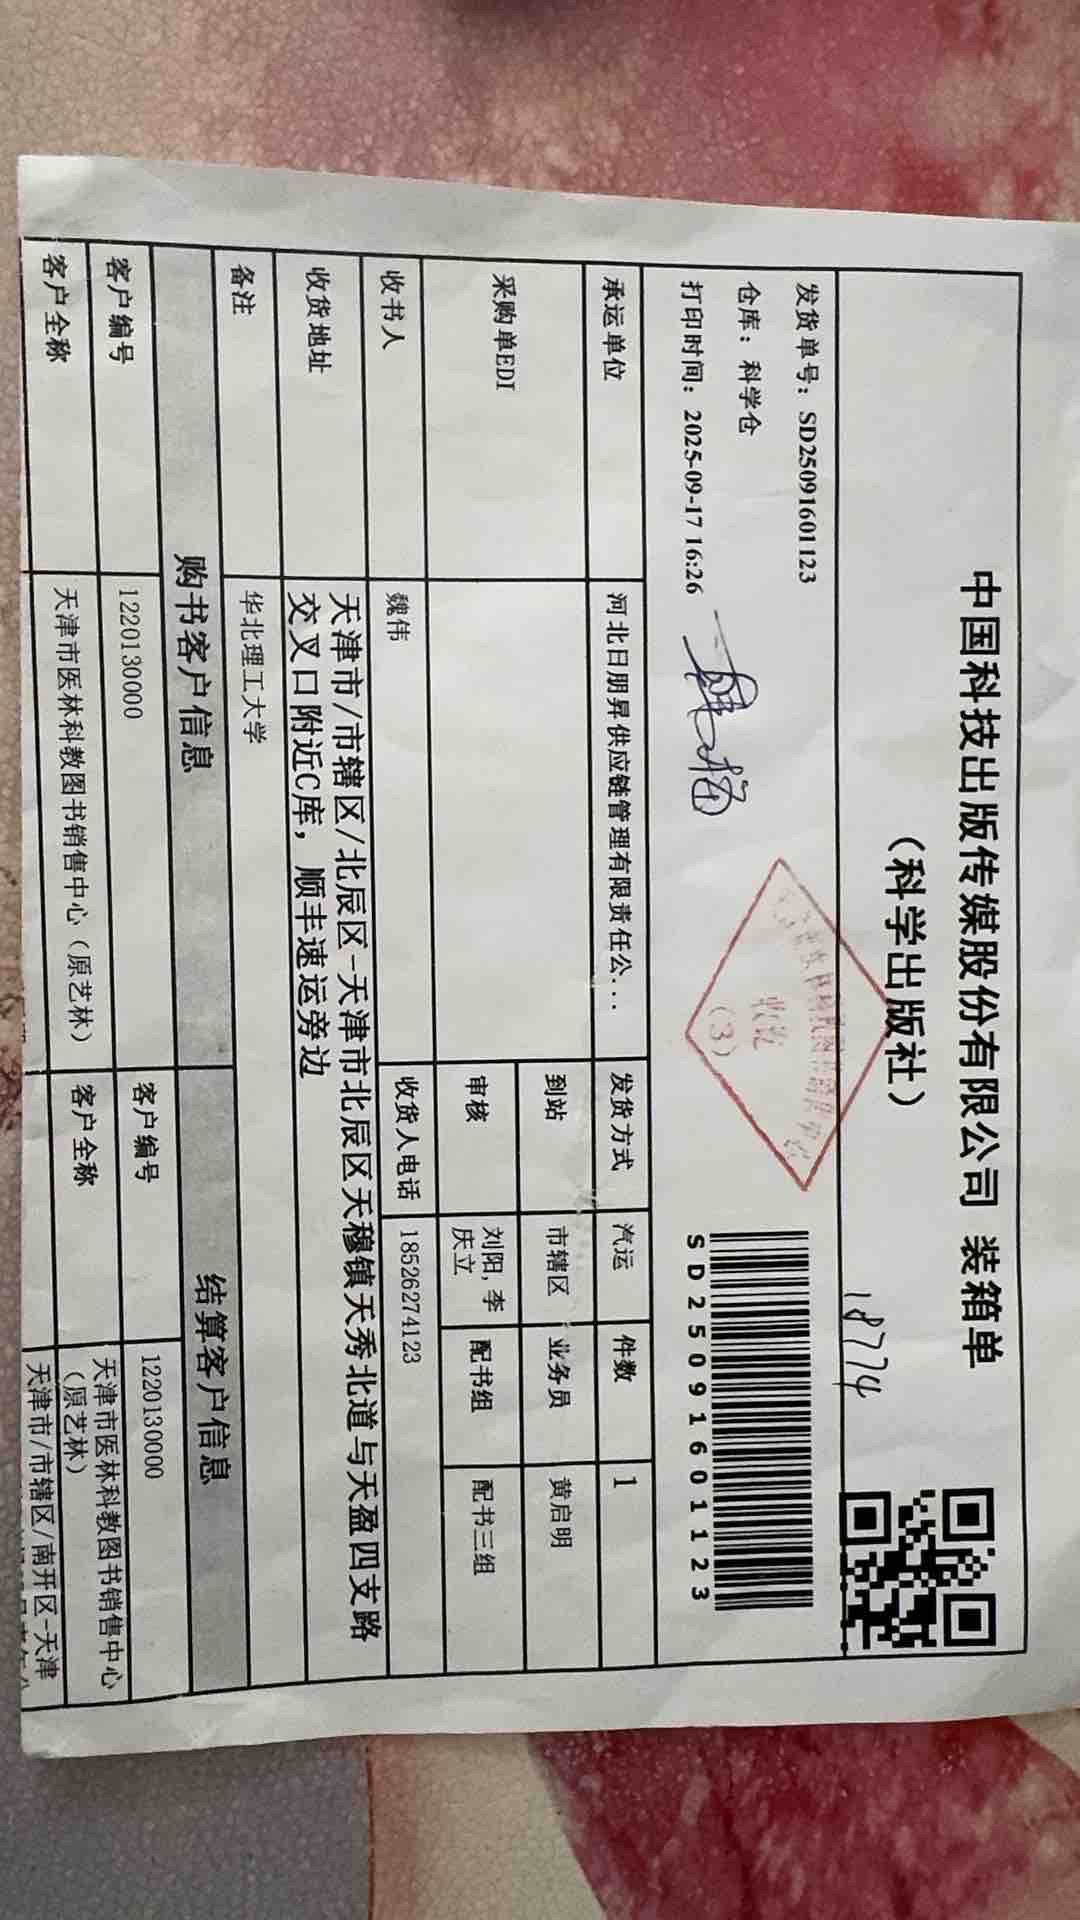 中国科技出版传媒股份有限公司 装箱单
（科学出版社）
18774
发货单号：SD2509160​1123
仓库：科学仓
打印时间：2025-09-17 16:26
SD25091601123
收讫
（3）
承运单位 河北日朋昇供应链管理有限责任公... 发货方式 汽运 件数 1
采购单EDI 到站 市辖区 业务员 黄启明
审核 刘阳, 李庆立 配书组 配书三组
收书人 魏伟 收货人电话 18526274123
收货地址 天津市/市辖区/北辰区-天津市北辰区天穆镇天秀北道与天盈四支路
交叉口附近C库，顺丰速运旁边
备注 华北理工大学
购书客户信息 结算客户信息
客户编号 1220130000 客户编号 1220130000
客户全称 天津市医林科教图书销售中心（原艺林） 客户全称 天津市医林科教图书销售中心
（原艺林）
天津市/市辖区/南开区-天津